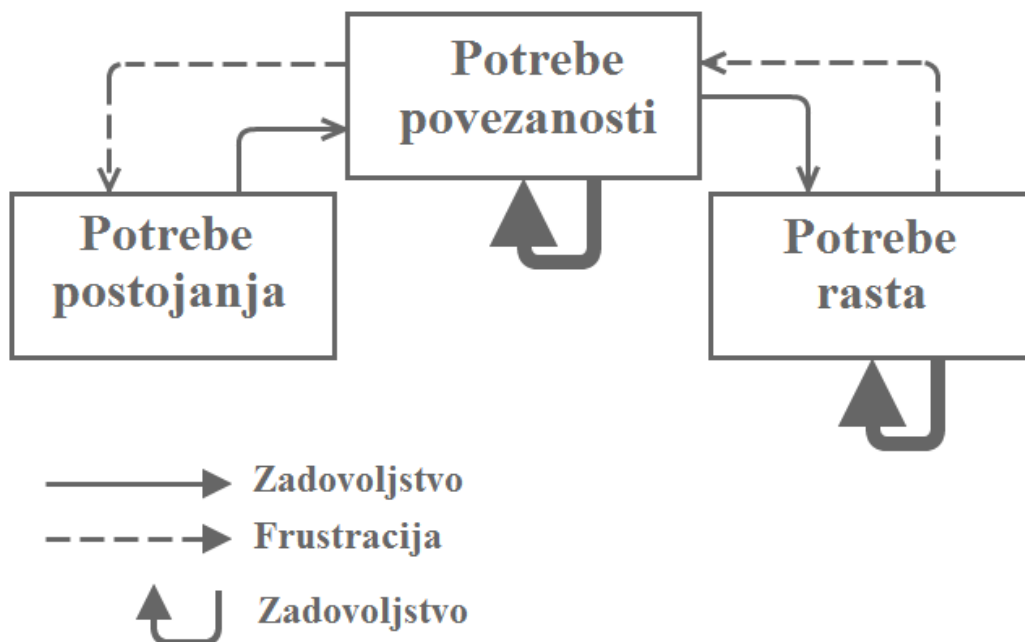 Potrebe
povezanosti
Potrebe
postojanja
Potrebe
rasta
Zadovoljstvo
Frustracija
Zadovoljstvo